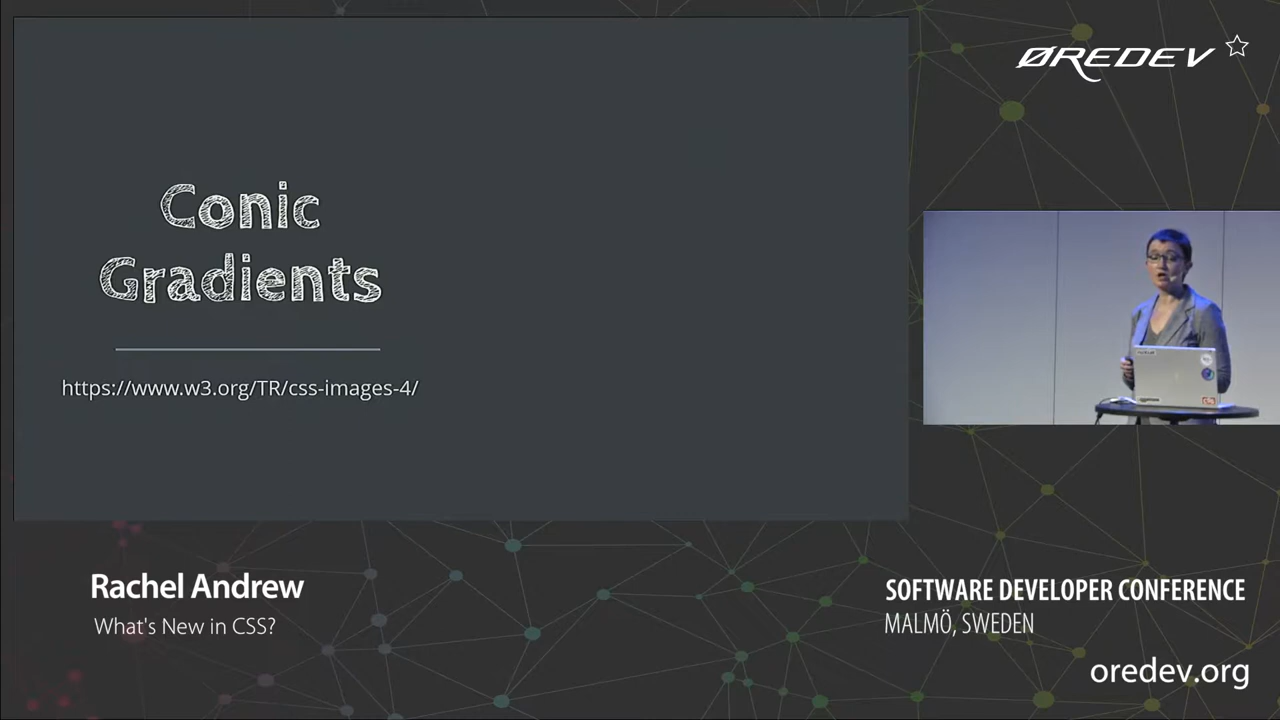 ØREDEV
Conic
Gradients
https://www.w3.org/TR/css-images-4/
Rachel Andrew
What's New in CSS?
SOFTWARE DEVELOPER CONFERENCE
MALMÖ, SWEDEN
oredev.org